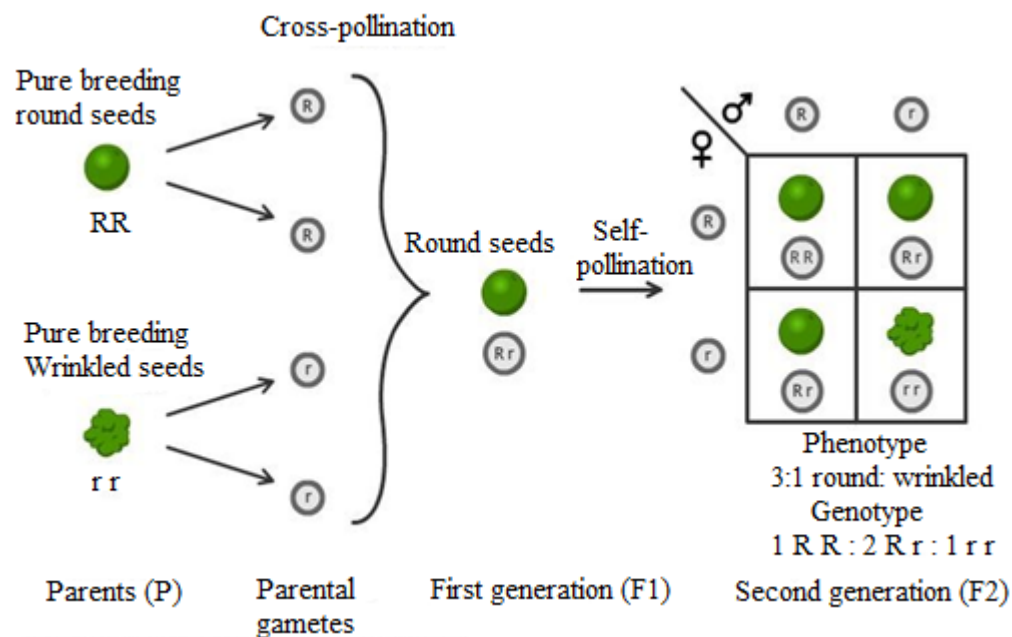 Cross-pollination
Pure breeding
round seeds
RR
R
R
Pure breeding
Wrinkled seeds
r r
r
r
Round seeds
R r
Self-
pollination
♂
♀
R
r
R
r
RR
Rr
Rr
rr
Phenotype
3:1 round: wrinkled
Genotype
1 R R : 2 R r : 1 r r
Parents (P)
Parental
gametes
First generation (F1)
Second generation (F2)